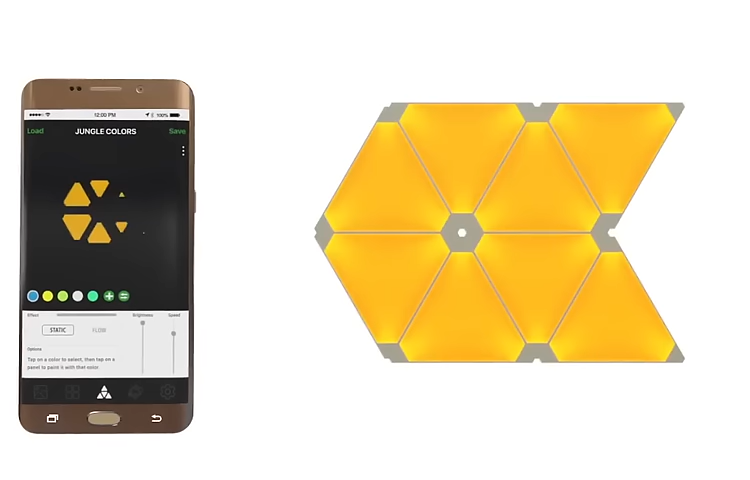 12:00 PM
100%
Load
JUNGLE COLORS
Save
Effect
Brightness
Speed
STATIC
FLOW
Options
Tap on a color to select, then tap on a
panel to paint it with that color.